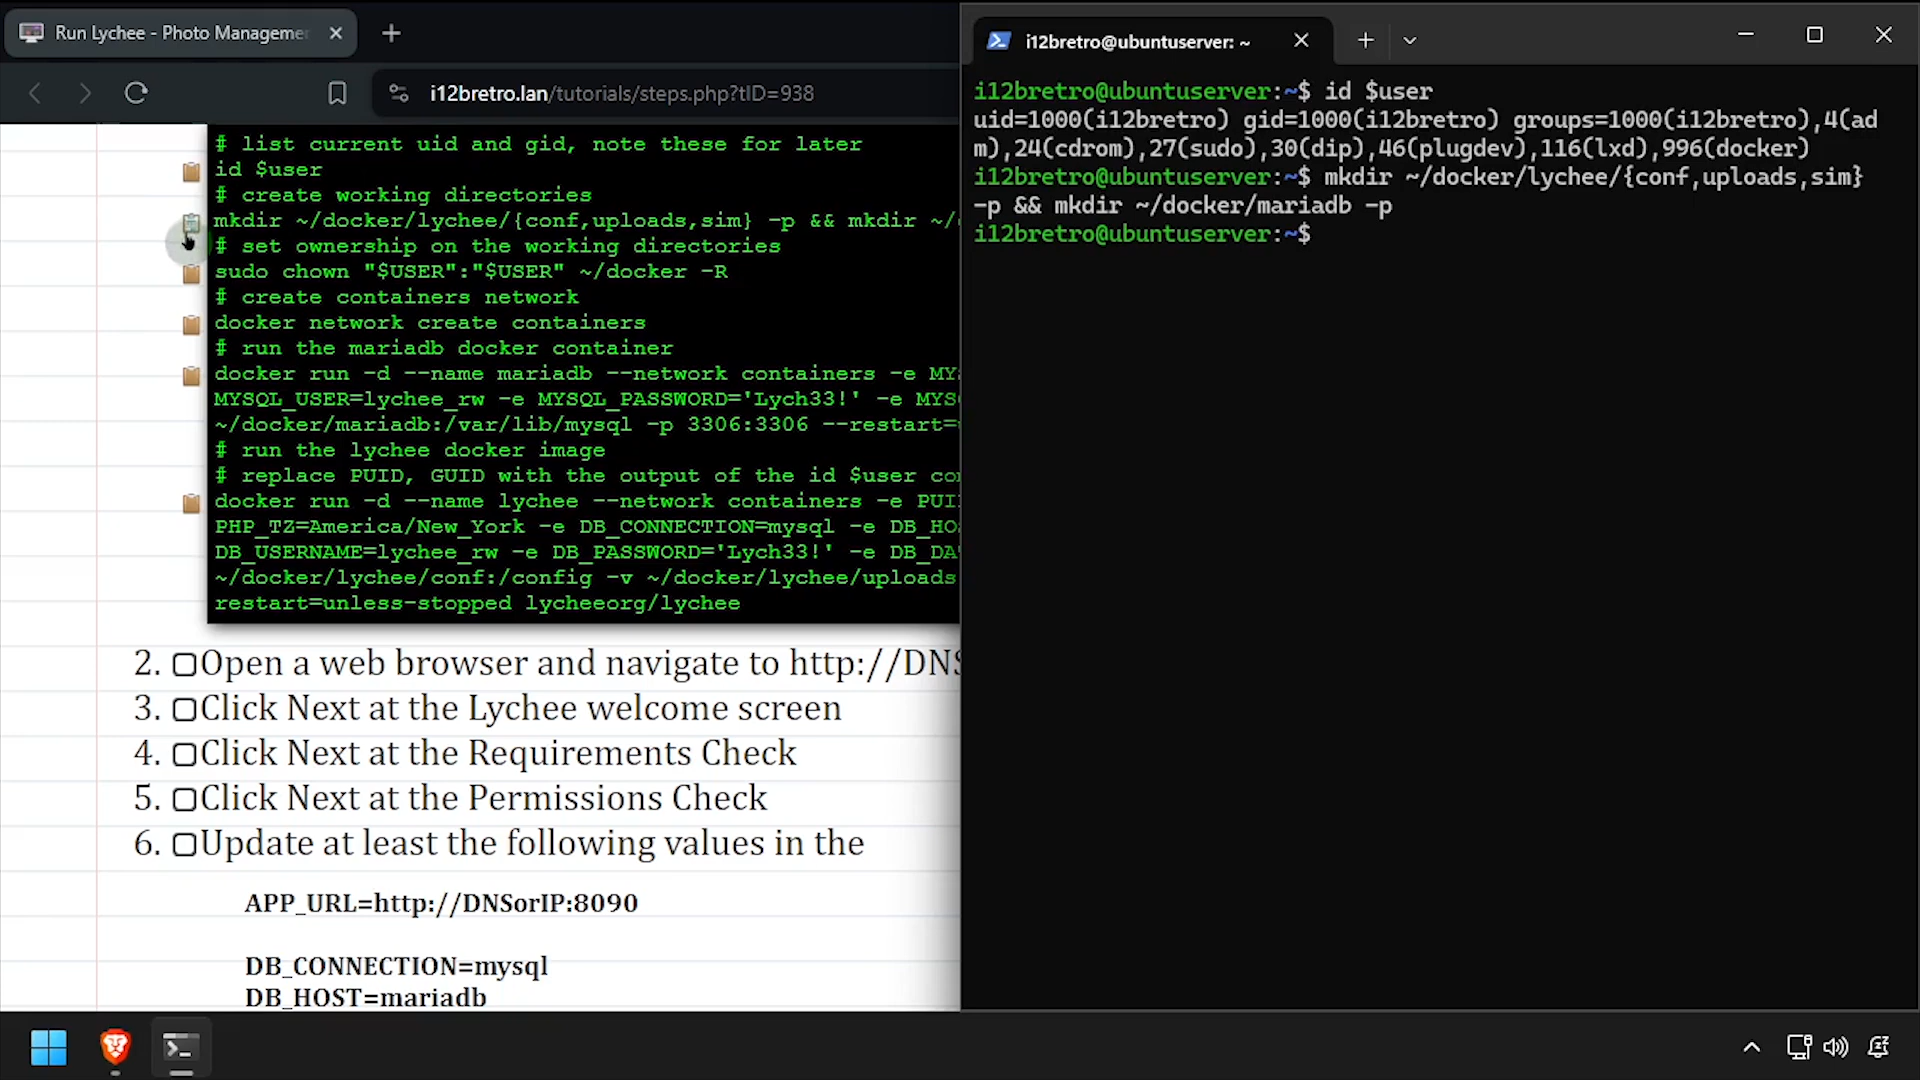 Run Lychee - Photo Manageme
i12bretro.lan/tutorials/steps.php?tID=938
# list current uid and gid, note these for later
id $user
# create working directories
mkdir ~/docker/lychee/{conf,uploads,sim} -p && mkdir ~/
# set ownership on the working directories
sudo chown "$USER":"$USER" ~/docker -R
# create containers network
docker network create containers
# run the mariadb docker container
docker run -d --name mariadb --network containers -e MY
MYSQL_USER=lychee_rw -e MYSQL_PASSWORD='Lych33!' -e MYS
~/docker/mariadb:/var/lib/mysql -p 3306:3306 --restart=
# run the lychee docker image
# replace PUID, GUID with the output of the id $user co
docker run -d --name lychee --network containers -e PUI
PHP_TZ=America/New_York -e DB_CONNECTION=mysql -e DB_HO
DB_USERNAME=lychee_rw -e DB_PASSWORD='Lych33!' -e DB_DA
~/docker/lychee/conf:/config -v ~/docker/lychee/uploads
restart=unless-stopped lycheeorg/lychee
2. Open a web browser and navigate to http://DNS
3. Click Next at the Lychee welcome screen
4. Click Next at the Requirements Check
5. Click Next at the Permissions Check
6. Update at least the following values in the
APP_URL=http://DNSorIP:8090
DB_CONNECTION=mysql
DB_HOST=mariadb
i12bretro@ubuntuserver: ~
i12bretro@ubuntuserver:~$ id $user
uid=1000(i12bretro) gid=1000(i12bretro) groups=1000(i12bretro),4(ad
m),24(cdrom),27(sudo),30(dip),46(plugdev),116(lxd),996(docker)
i12bretro@ubuntuserver:~$ mkdir ~/docker/lychee/{conf,uploads,sim}
-p && mkdir ~/docker/mariadb -p
i12bretro@ubuntuserver:~$